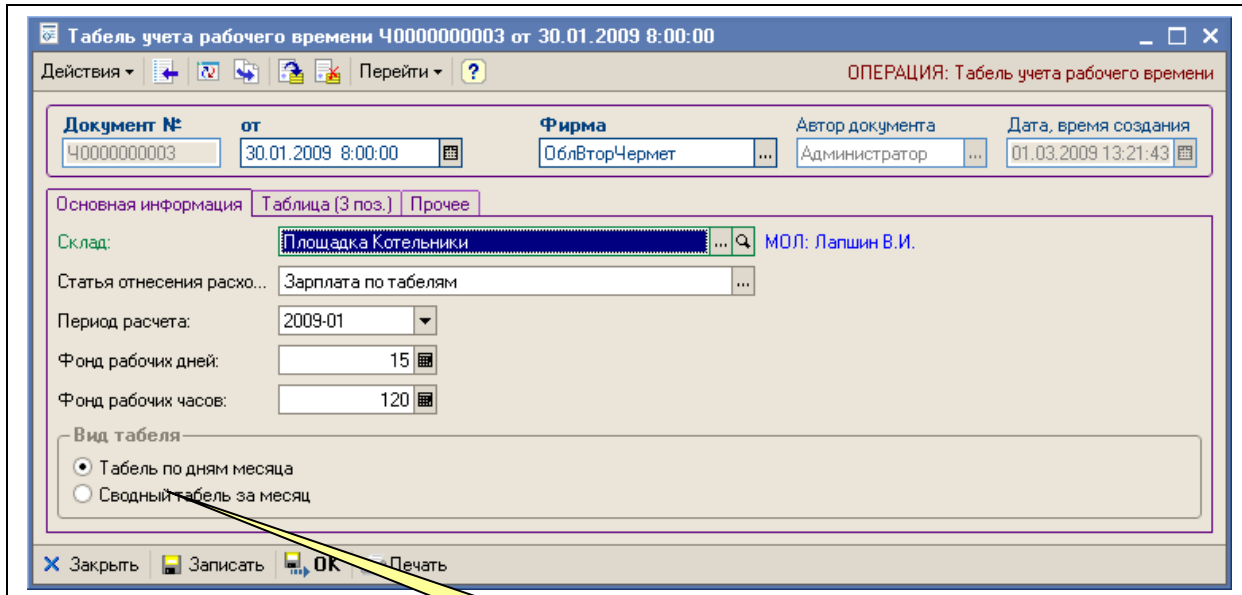 Табель учета рабочего времени Ч0000000003 от 30.01.2009 8:00:00
Действия Перейти ? ОПЕРАЦИЯ: Табель учета рабочего времени
Документ № от Фирма Автор документа Дата, время создания
Ч0000000003 30.01.2009 8:00:00 ОблВторЧермет ... Администратор ... 01.03.2009 13:21:43
Основная информация Таблица (3 поз.) Прочее
Склад: Площадка Котельники ... МОЛ: Лапшин В.И.
Статья отнесения расхо... Зарплата по табелям ...
Период расчета: 2009-01
Фонд рабочих дней: 15
Фонд рабочих часов: 120
Вид табеля
Табель по дням месяца
Сводный табель за месяц
Закрыть Записать OK Печать